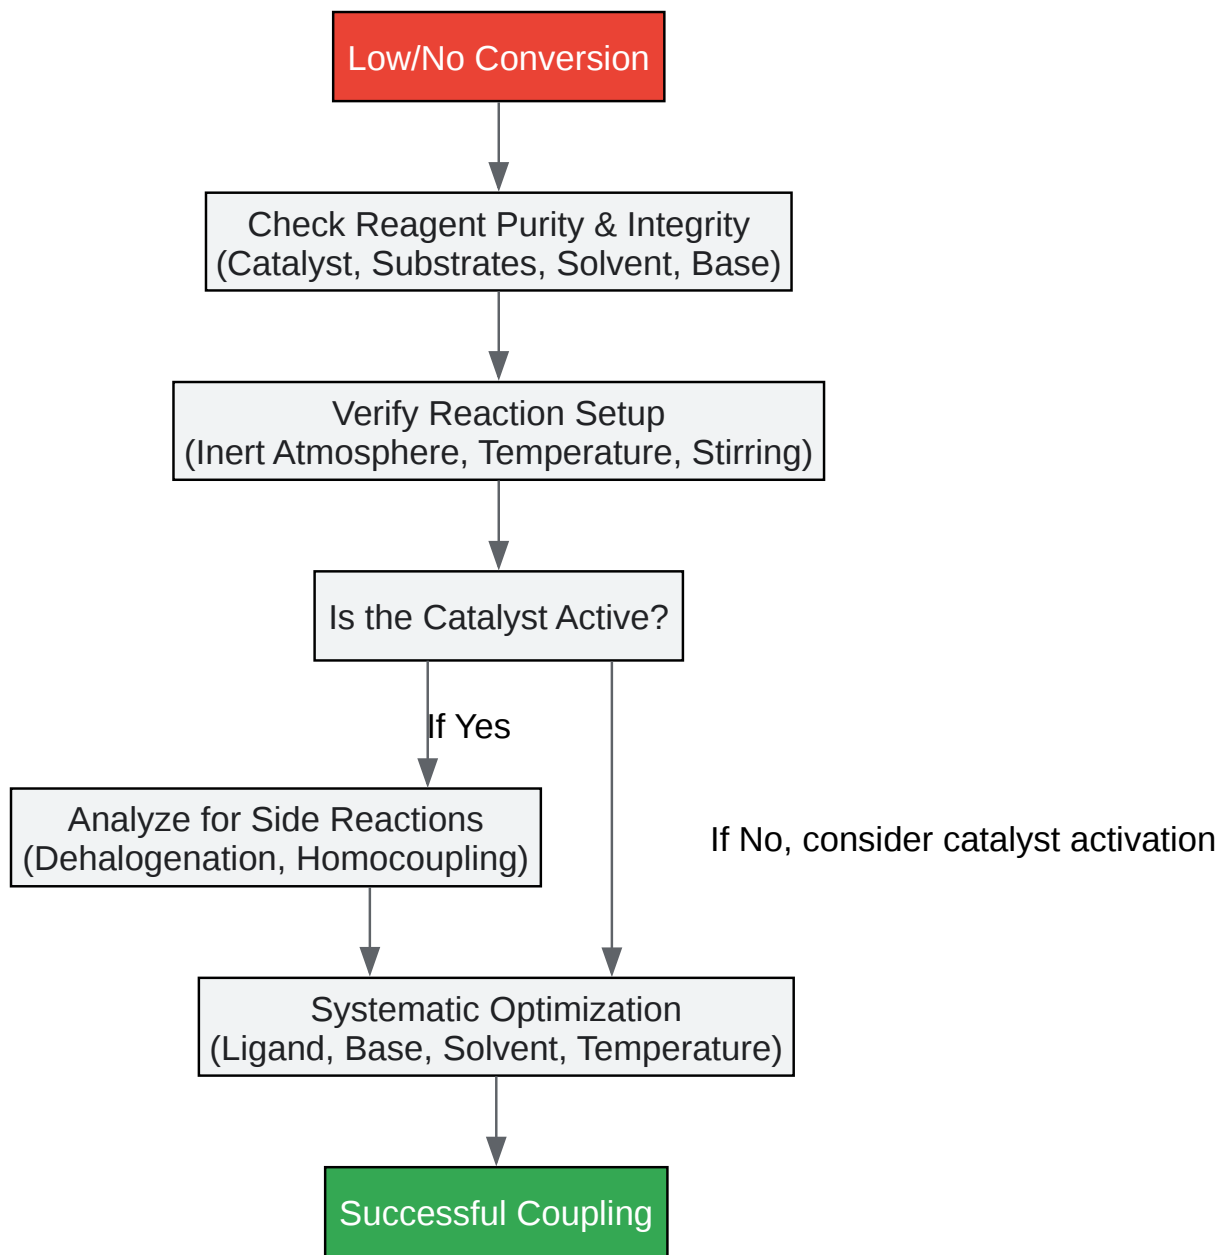 Low/No Conversion
Check Reagent Purity & Integrity
(Catalyst, Substrates, Solvent, Base)
Verify Reaction Setup
(Inert Atmosphere, Temperature, Stirring)
Is the Catalyst Active?
If Yes
Analyze for Side Reactions
(Dehalogenation, Homocoupling)
If No, consider catalyst activation
Systematic Optimization
(Ligand, Base, Solvent, Temperature)
Successful Coupling